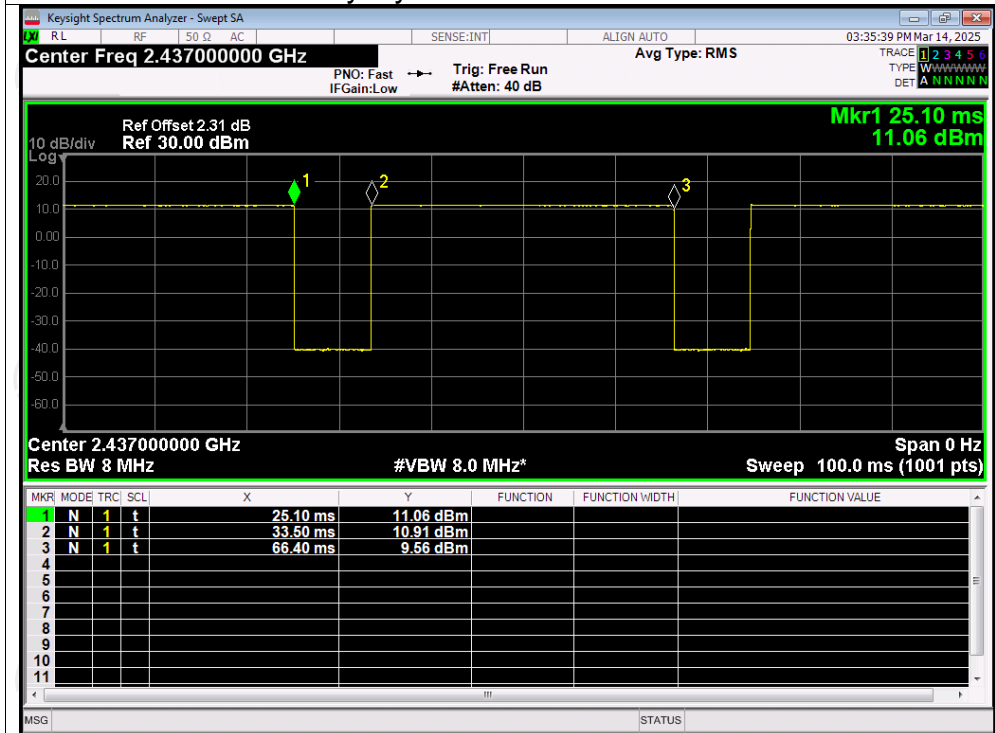 Keysight Spectrum Analyzer - Swept SA
LXI RL RF 50 Ω AC SENSE:INT ALIGN AUTO 03:35:39 PM Mar 14, 2025
Center Freq 2.437000000 GHz Avg Type: RMS TRACE 1 2 3 4 5 6
PNO: Fast Trig: Free Run TYPE WWWWWW
IFGain:Low #Atten: 40 dB DET A N N N N N
Mkr1 25.10 ms
11.06 dBm
Ref Offset 2.31 dB
10 dB/div Ref 30.00 dBm
Log
1 2 3
20.0
10.0
0.00
-10.0
-20.0
-30.0
-40.0
-50.0
-60.0
Center 2.437000000 GHz Span 0 Hz
Res BW 8 MHz #VBW 8.0 MHz* Sweep 100.0 ms (1001 pts)
MKR MODE TRC SCL X Y FUNCTION FUNCTION WIDTH FUNCTION VALUE
1 N 1 t 25.10 ms 11.06 dBm
2 N 1 t 33.50 ms 10.91 dBm
3 N 1 t 66.40 ms 9.56 dBm
4
5
6
7
8
9
10
11
MSG STATUS